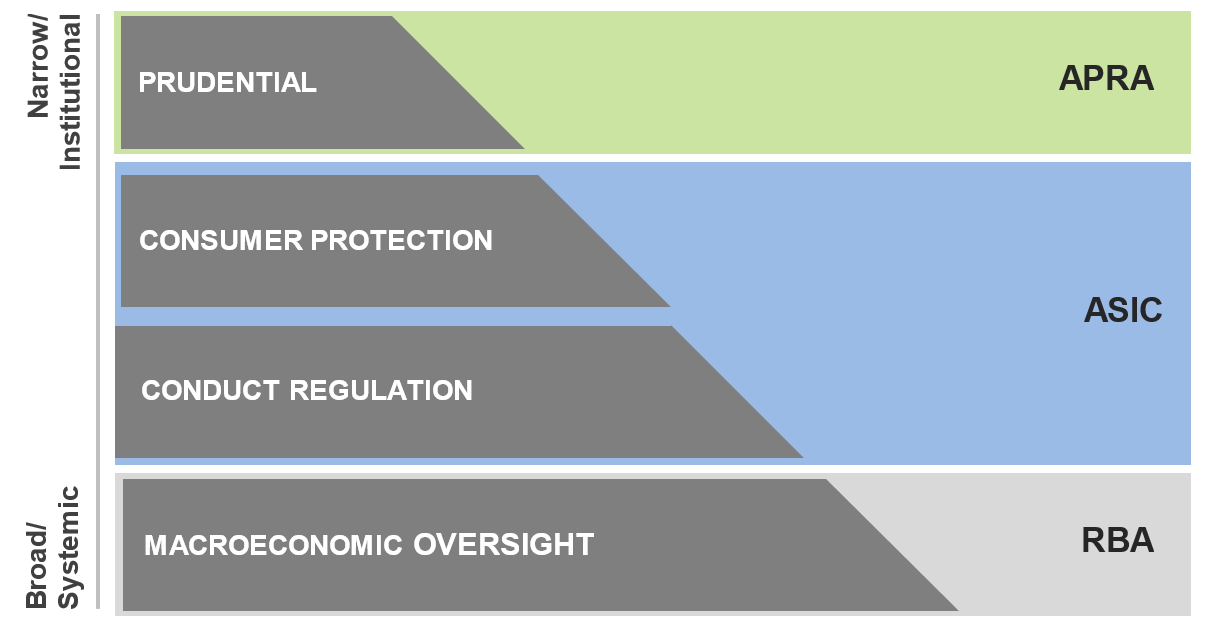 Narrow/
Institutional
PRUDENTIAL
APRA
CONSUMER PROTECTION
ASIC
CONDUCT REGULATION
Broad/
Systemic
MACROECONOMIC OVERSIGHT
RBA